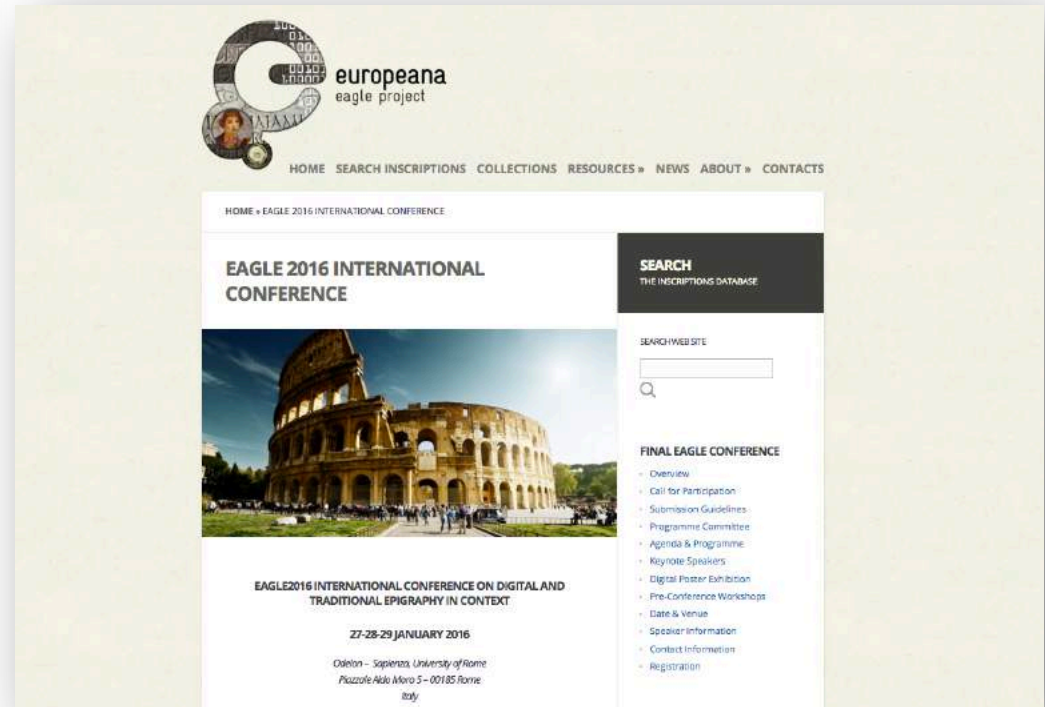 europeana
eagle project
HOME SEARCH INSCRIPTIONS COLLECTIONS RESOURCES » NEWS ABOUT » CONTACTS
HOME » EAGLE 2016 INTERNATIONAL CONFERENCE
EAGLE 2016 INTERNATIONAL
CONFERENCE
EAGLE2016 INTERNATIONAL CONFERENCE ON DIGITAL AND
TRADITIONAL EPIGRAPHY IN CONTEXT
27-28-29 JANUARY 2016
Odeion – Sapienza, University of Rome
Piazzale Aldo Moro 5 – 00185 Rome
Italy
SEARCH
THE INSCRIPTIONS DATABASE
SEARCH WEB SITE
FINAL EAGLE CONFERENCE
Overview
Call for Participation
Submission Guidelines
Programme Committee
Agenda & Programme
Keynote Speakers
Digital Poster Exhibition
Pre-Conference Workshops
Date & Venue
Speaker Information
Contact Information
Registration